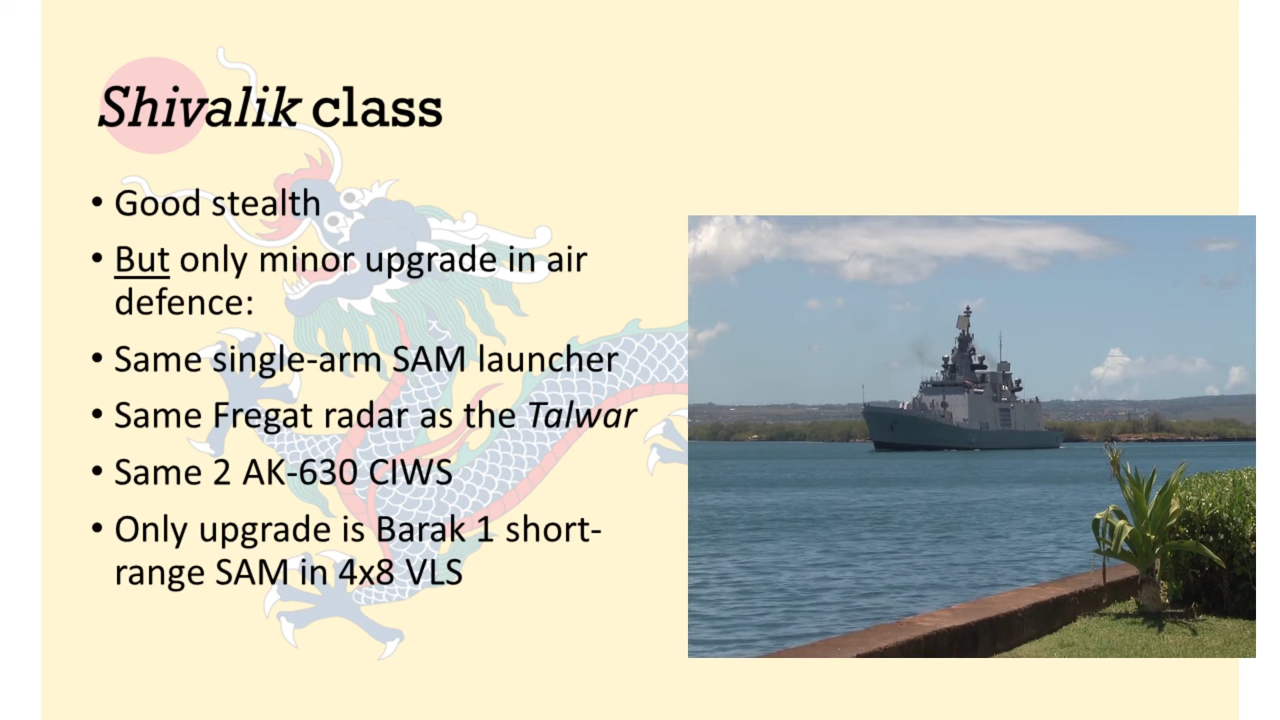 Shivalik class
• Good stealth
• But only minor upgrade in air
defence:
• Same single-arm SAM launcher
• Same Fregat radar as the Talwar
• Same 2 AK-630 CIWS
• Only upgrade is Barak 1 short-
range SAM in 4x8 VLS